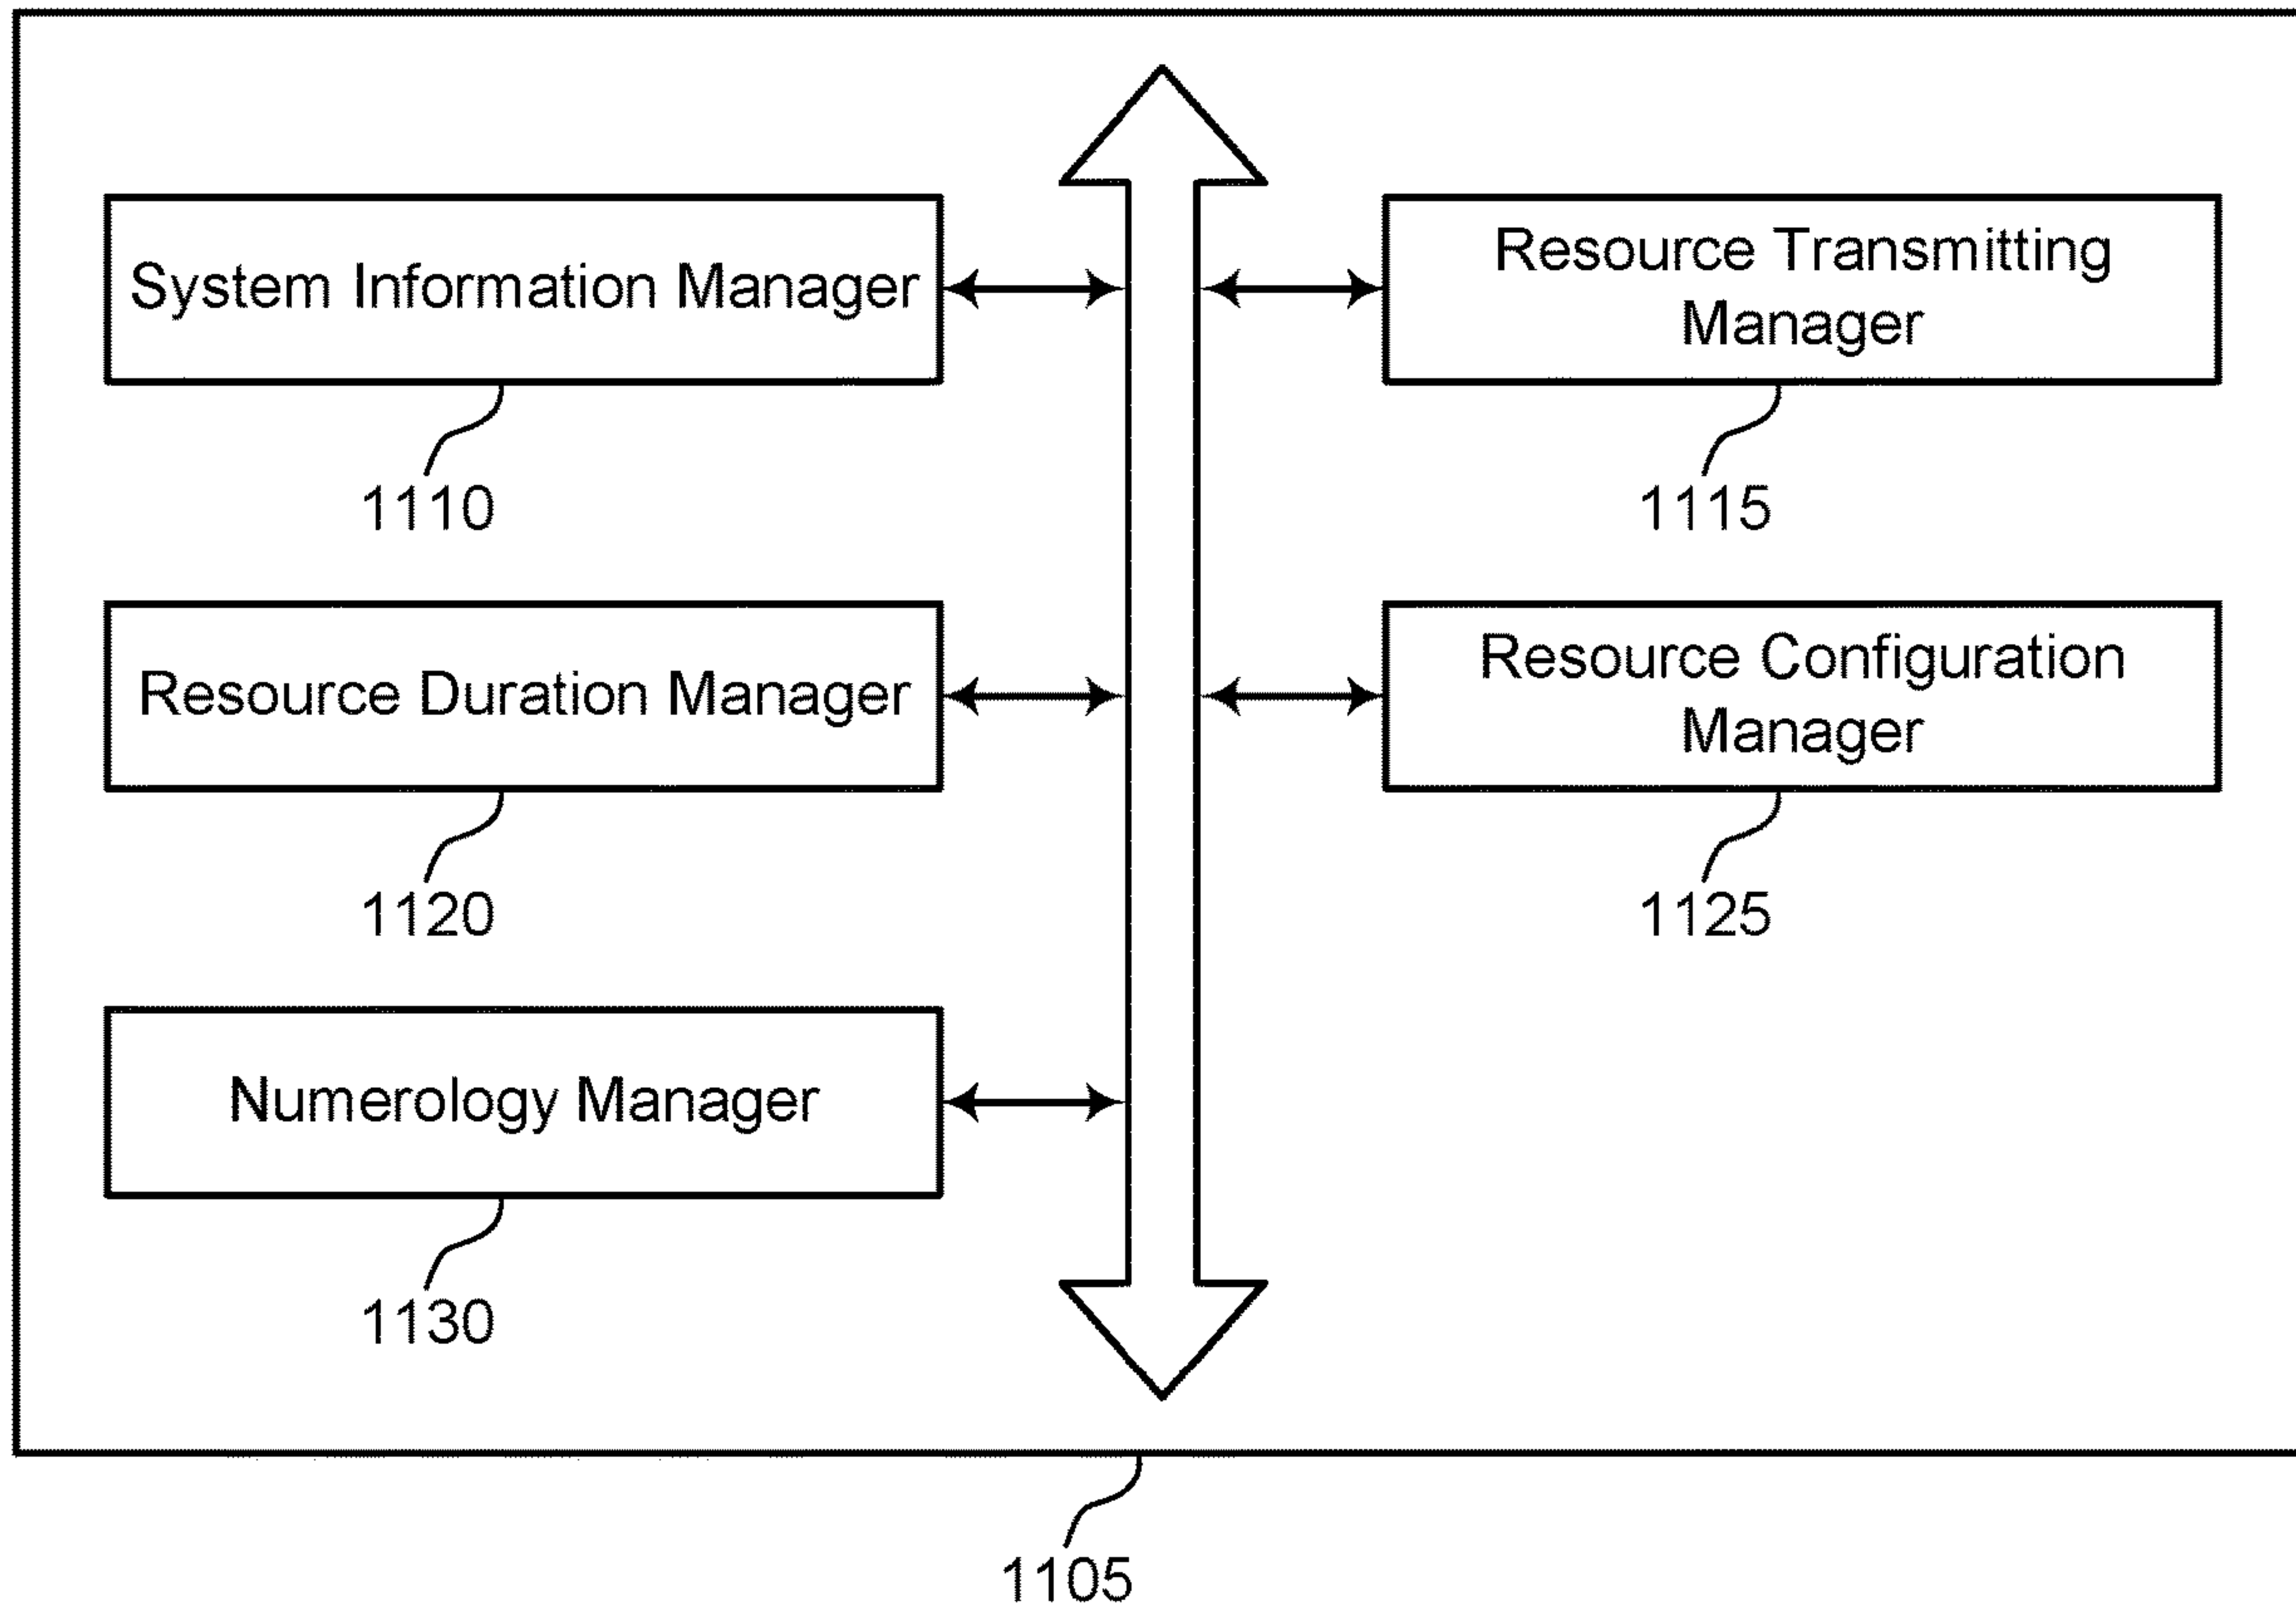 System Information Manager
Resource Transmitting
Manager
1110
1115
Resource Duration Manager
Resource Configuration
Manager
1120
1125
Numerology Manager
1130
1105